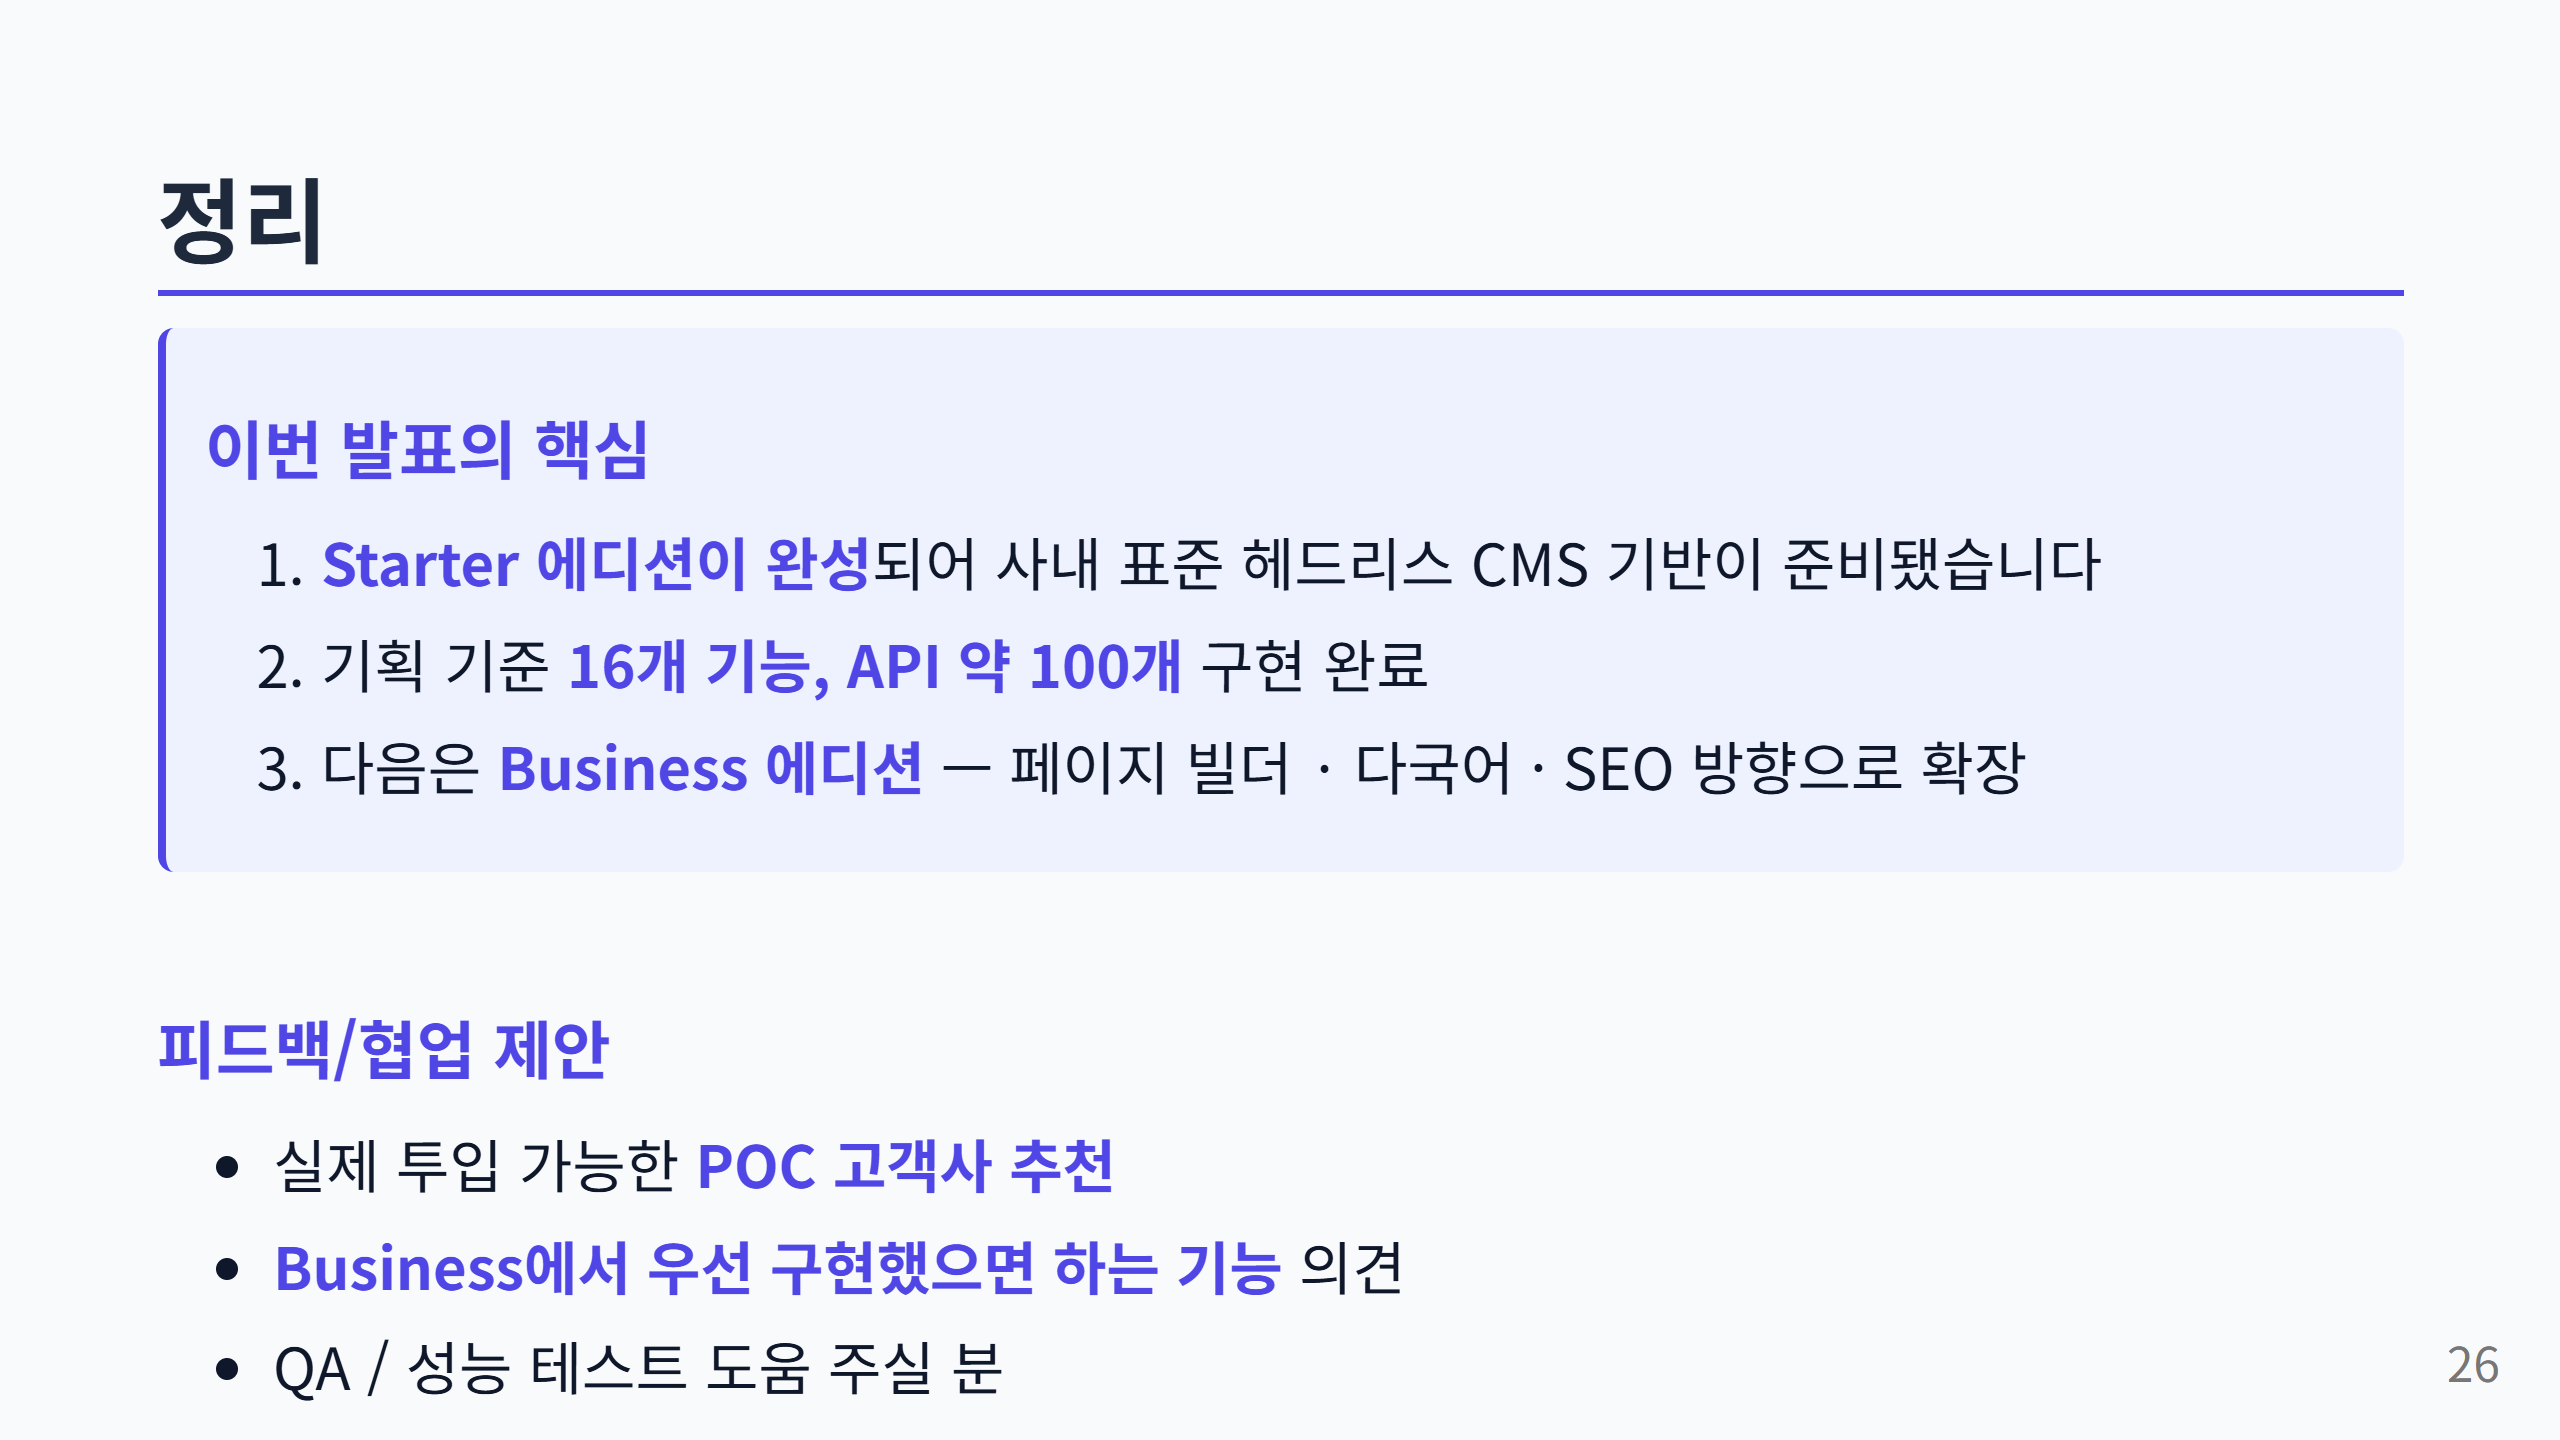 정리
이번 발표의 핵심
1. Starter 에디션이 완성되어 사내 표준 헤드리스 CMS 기반이 준비됐습니다
2. 기획 기준 16개 기능, API 약 100개 구현 완료
3. 다음은 Business 에디션 — 페이지 빌더 · 다국어 · SEO 방향으로 확장
피드백/협업 제안
• 실제 투입 가능한 POC 고객사 추천
• Business에서 우선 구현했으면 하는 기능 의견
• QA / 성능 테스트 도움 주실 분
26